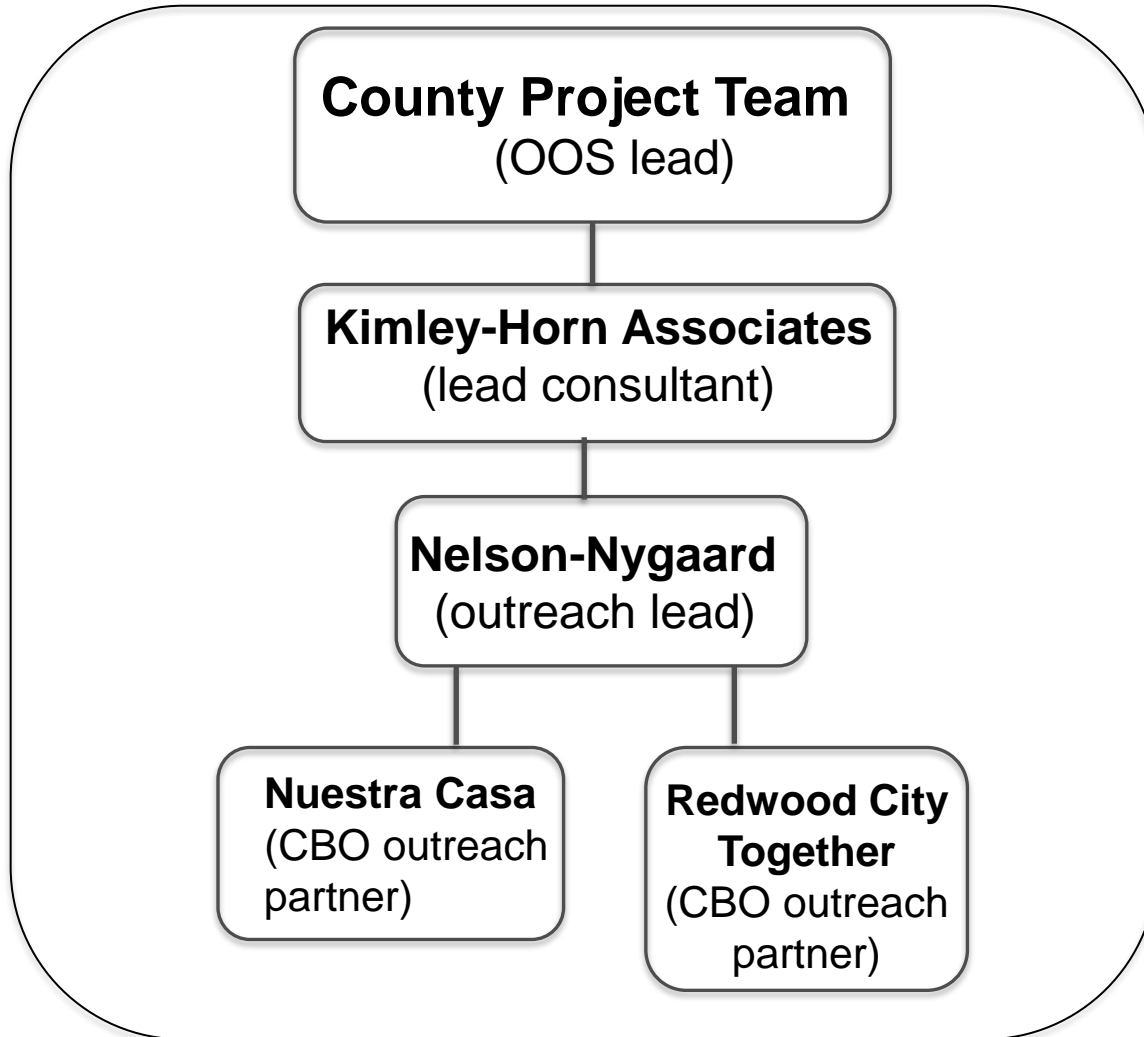 County Project Team
(OOS lead)
Kimley-Horn Associates
(lead consultant)
Nelson-Nygaard
(outreach lead)
Nuestra Casa
(CBO outreach
partner)
Redwood City
Together
(CBO outreach
partner)